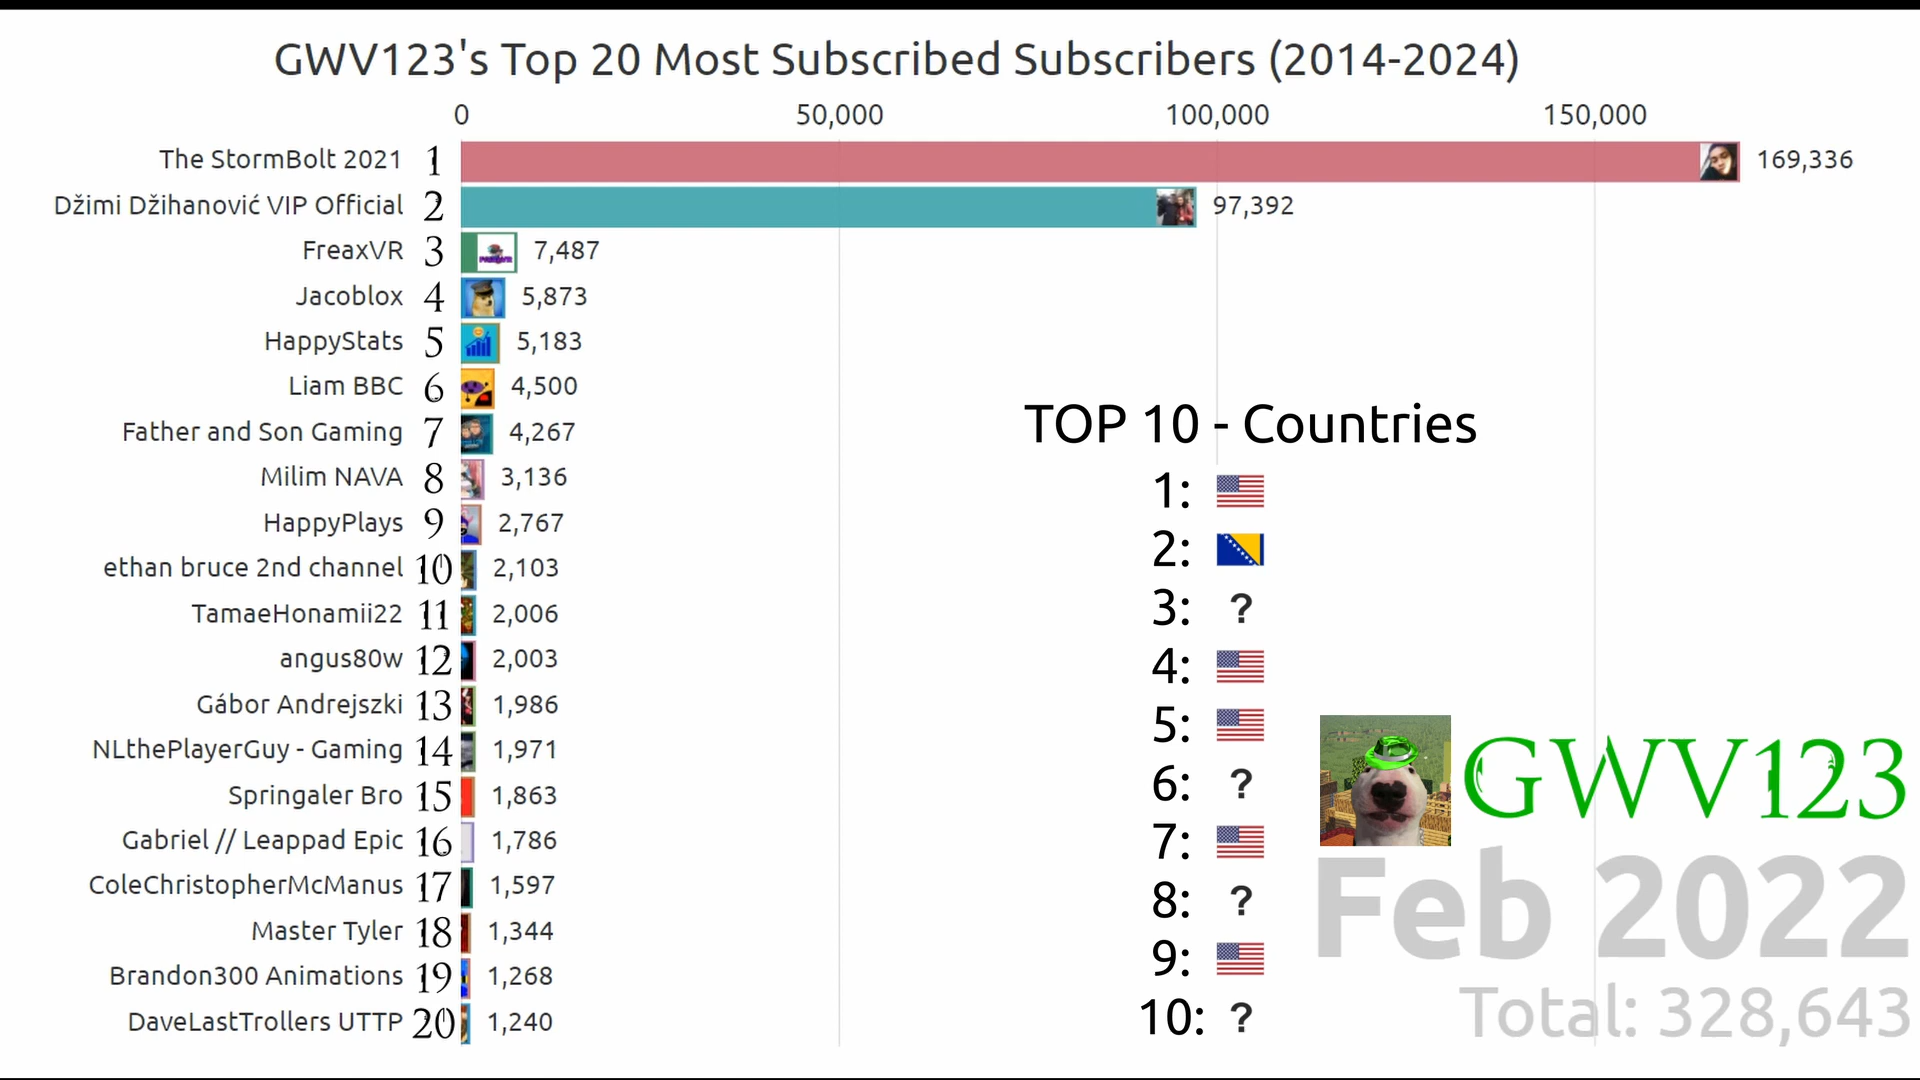 GWV123's Top 20 Most Subscribed Subscribers (2014-2024)
0 50,000 100,000 150,000
The StormBolt 2021 1 169,336
Džimi Džihanović VIP Official 2 97,392
FreaxVR 3 7,487
Jacoblox 4 5,873
HappyStats 5 5,183
Liam BBC 6 4,500
Father and Son Gaming 7 4,267
Milim NAVA 8 3,136
HappyPlays 9 2,767
ethan bruce 2nd channel 10 2,103
TamaeHonamii22 11 2,006
angus80w 12 2,003
Gábor Andrejszki 13 1,986
NLthePlayerGuy - Gaming 14 1,971
Springaler Bro 15 1,863
Gabriel // Leappad Epic 16 1,786
ColeChristopherMcManus 17 1,597
Master Tyler 18 1,344
Brandon300 Animations 19 1,268
DaveLastTrollers UTTP 20 1,240
TOP 10 - Countries
1:
2:
3: ?
4:
5:
6: ?
7:
8: ?
9:
10: ?
GWV123
Feb 2022
Total: 328,643